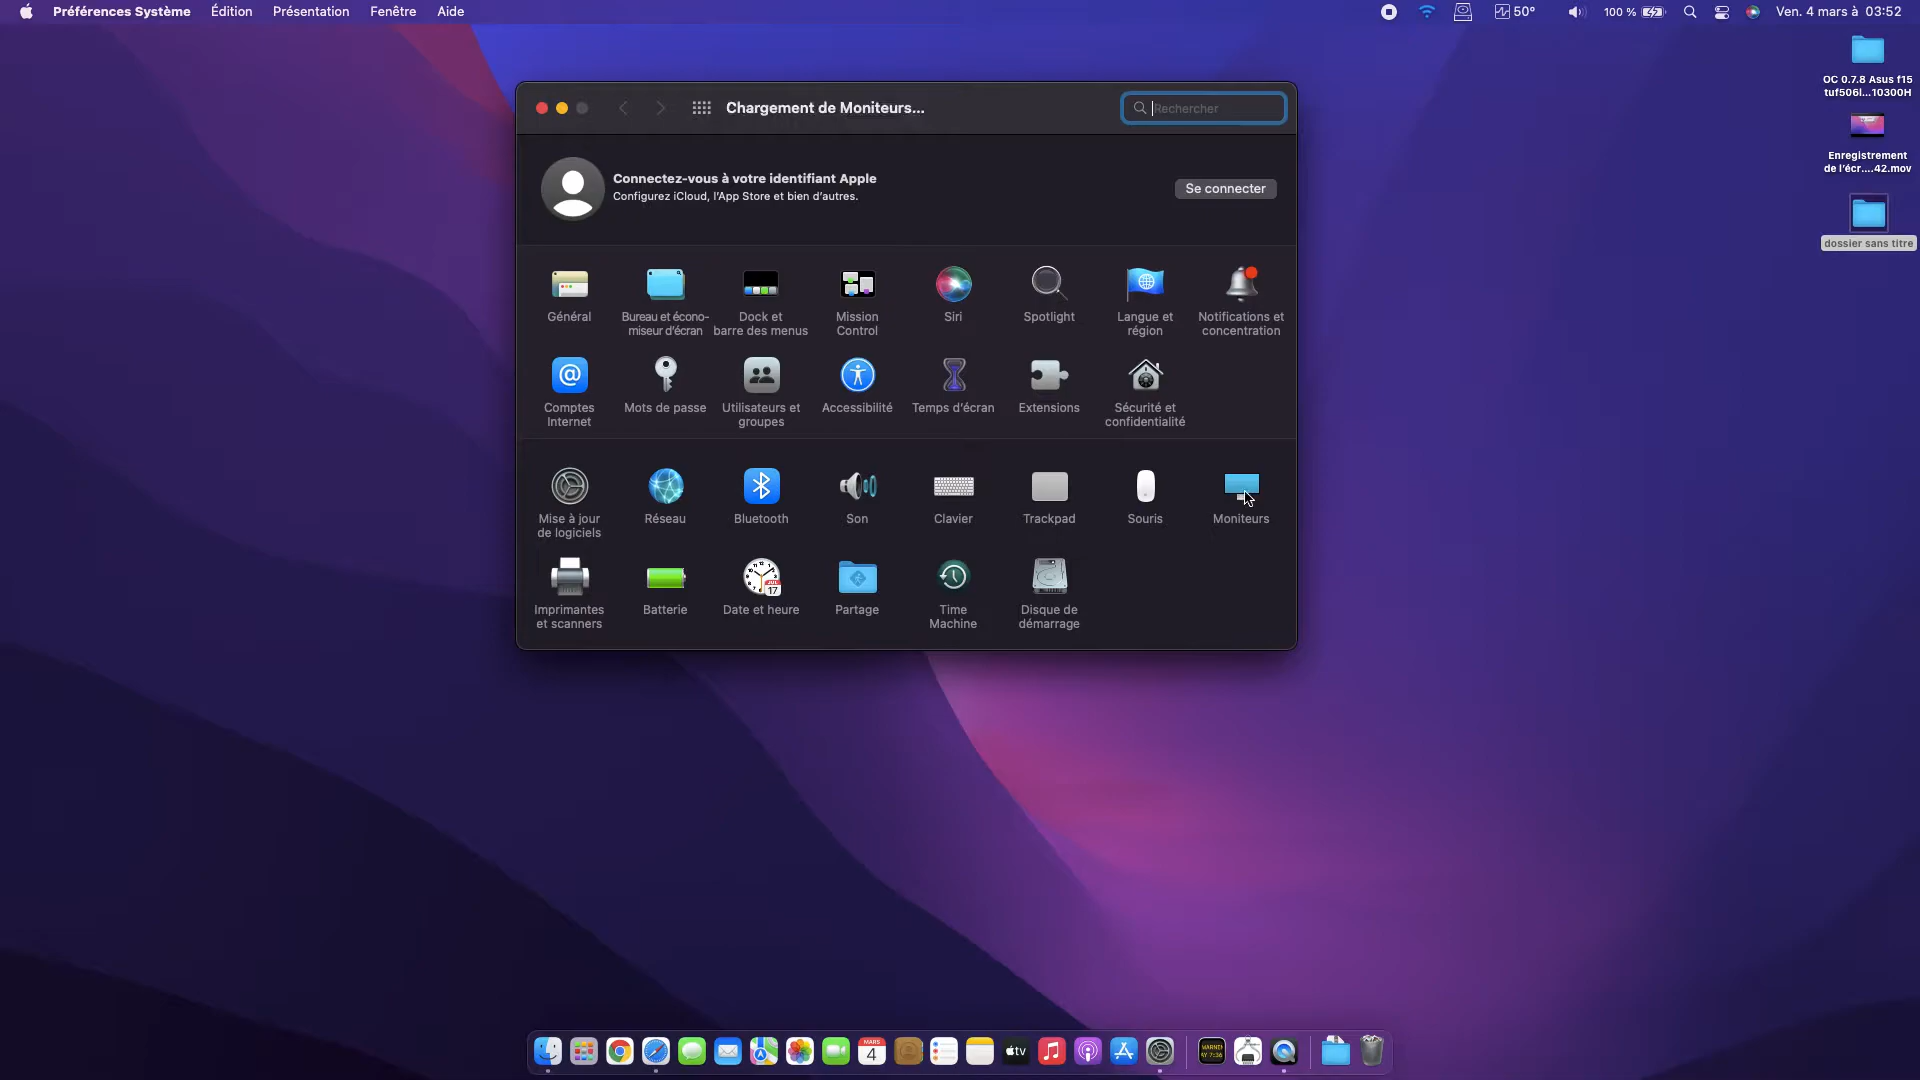 Préférences Système Édition Présentation Fenêtre Aide
50° 100 % Ven. 4 mars à 03:52
OC 0.7.8 Asus f15
tuf506l...10300H
Enregistrement
de l'écr....42.mov
dossier sans titre
Chargement de Moniteurs...
Rechercher
Connectez-vous à votre identifiant Apple
Configurez iCloud, l'App Store et bien d'autres.
Se connecter
Général
Bureau et écono-
miseur d'écran
Dock et
barre des menus
Mission
Control
Siri
Spotlight
Langue et
région
Notifications et
concentration
Comptes
Internet
Mots de passe
Utilisateurs et
groupes
Accessibilité
Temps d'écran
Extensions
Sécurité et
confidentialité
Mise à jour
de logiciels
Réseau
Bluetooth
Son
Clavier
Trackpad
Souris
Moniteurs
Imprimantes
et scanners
Batterie
JUL
17
Date et heure
Partage
Time
Machine
Disque de
démarrage
MARS
4
tv